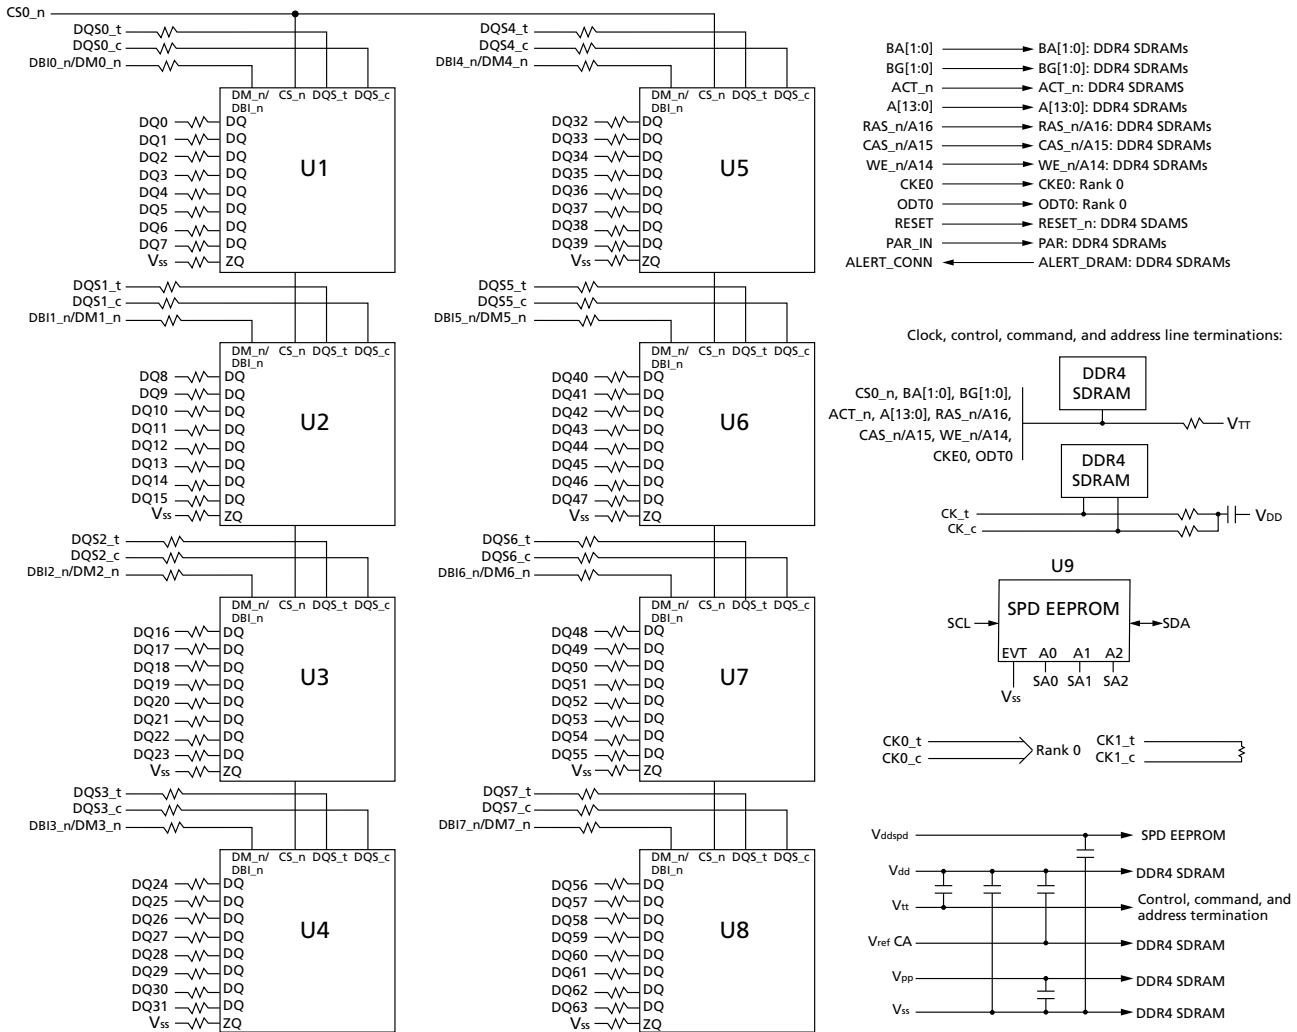 CS0_n
DQS0_t
DQS0_c
DBI0_n/DM0_n
DM_n/ CS_n DQS_t DQS_c
DBI_n
DQ0 DQ
DQ1 DQ
DQ2 DQ
DQ3 DQ
DQ4 DQ
DQ5 DQ
DQ6 DQ
DQ7 DQ
Vss ZQ
U1
DQS1_t
DQS1_c
DBI1_n/DM1_n
DM_n/ CS_n DQS_t DQS_c
DBI_n
DQ8 DQ
DQ9 DQ
DQ10 DQ
DQ11 DQ
DQ12 DQ
DQ13 DQ
DQ14 DQ
DQ15 DQ
Vss ZQ
U2
DQS2_t
DQS2_c
DBI2_n/DM2_n
DM_n/ CS_n DQS_t DQS_c
DBI_n
DQ16 DQ
DQ17 DQ
DQ18 DQ
DQ19 DQ
DQ20 DQ
DQ21 DQ
DQ22 DQ
DQ23 DQ
Vss ZQ
U3
DQS3_t
DQS3_c
DBI3_n/DM3_n
DM_n/ CS_n DQS_t DQS_c
DBI_n
DQ24 DQ
DQ25 DQ
DQ26 DQ
DQ27 DQ
DQ28 DQ
DQ29 DQ
DQ30 DQ
DQ31 DQ
Vss ZQ
U4
DQS4_t
DQS4_c
DBI4_n/DM4_n
DM_n/ CS_n DQS_t DQS_c
DBI_n
DQ32 DQ
DQ33 DQ
DQ34 DQ
DQ35 DQ
DQ36 DQ
DQ37 DQ
DQ38 DQ
DQ39 DQ
Vss ZQ
U5
DQS5_t
DQS5_c
DBI5_n/DM5_n
DM_n/ CS_n DQS_t DQS_c
DBI_n
DQ40 DQ
DQ41 DQ
DQ42 DQ
DQ43 DQ
DQ44 DQ
DQ45 DQ
DQ46 DQ
DQ47 DQ
Vss ZQ
U6
DQS6_t
DQS6_c
DBI6_n/DM6_n
DM_n/ CS_n DQS_t DQS_c
DBI_n
DQ48 DQ
DQ49 DQ
DQ50 DQ
DQ51 DQ
DQ52 DQ
DQ53 DQ
DQ54 DQ
DQ55 DQ
Vss ZQ
U7
DQS7_t
DQS7_c
DBI7_n/DM7_n
DM_n/ CS_n DQS_t DQS_c
DBI_n
DQ56 DQ
DQ57 DQ
DQ58 DQ
DQ59 DQ
DQ60 DQ
DQ61 DQ
DQ62 DQ
DQ63 DQ
Vss ZQ
U8
BA[1:0] BA[1:0]: DDR4 SDRAMs
BG[1:0] BG[1:0]: DDR4 SDRAMs
ACT_n ACT_n: DDR4 SDRAMS
A[13:0] A[13:0]: DDR4 SDRAMs
RAS_n/A16 RAS_n/A16: DDR4 SDRAMs
CAS_n/A15 CAS_n/A15: DDR4 SDRAMs
WE_n/A14 WE_n/A14: DDR4 SDRAMs
CKE0 CKE0: Rank 0
ODT0 ODT0: Rank 0
RESET RESET_n: DDR4 SDAMS
PAR_IN PAR: DDR4 SDRAMs
ALERT_CONN ALERT_DRAM: DDR4 SDRAMs
Clock, control, command, and address line terminations:
DDR4
SDRAM
CS0_n, BA[1:0], BG[1:0],
ACT_n, A[13:0], RAS_n/A16,
CAS_n/A15, WE_n/A14,
CKE0, ODT0
VTT
DDR4
SDRAM
CK_t
CK_c
VDD
U9
SPD EEPROM
SCL SDA
EVT A0 A1 A2
Vss SA0 SA1 SA2
CK0_t
CK0_c
Rank 0
CK1_t
CK1_c
Vddspd SPD EEPROM
Vdd DDR4 SDRAM
Vtt Control, command, and
address termination
Vref CA DDR4 SDRAM
Vpp DDR4 SDRAM
Vss DDR4 SDRAM